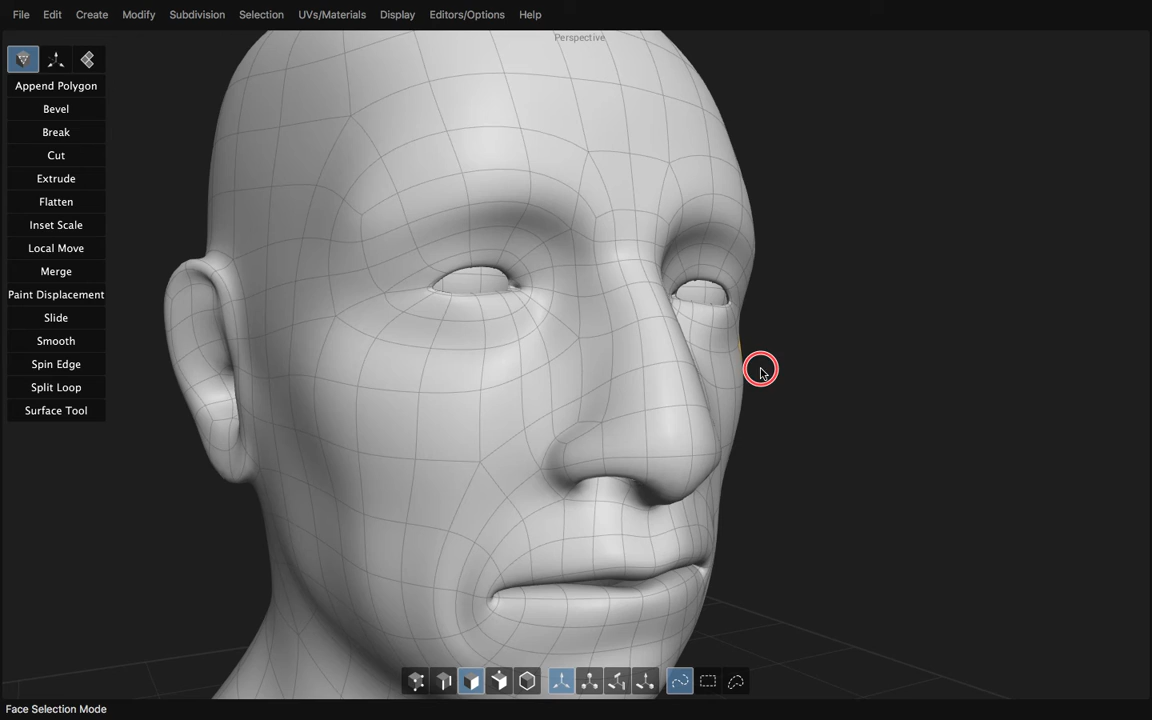 File Edit Create Modify Subdivision Selection UVs/Materials Display Editors/Options Help
Perspective
Append Polygon
Bevel
Break
Cut
Extrude
Flatten
Inset Scale
Local Move
Merge
Paint Displacement
Slide
Smooth
Spin Edge
Split Loop
Surface Tool
Face Selection Mode